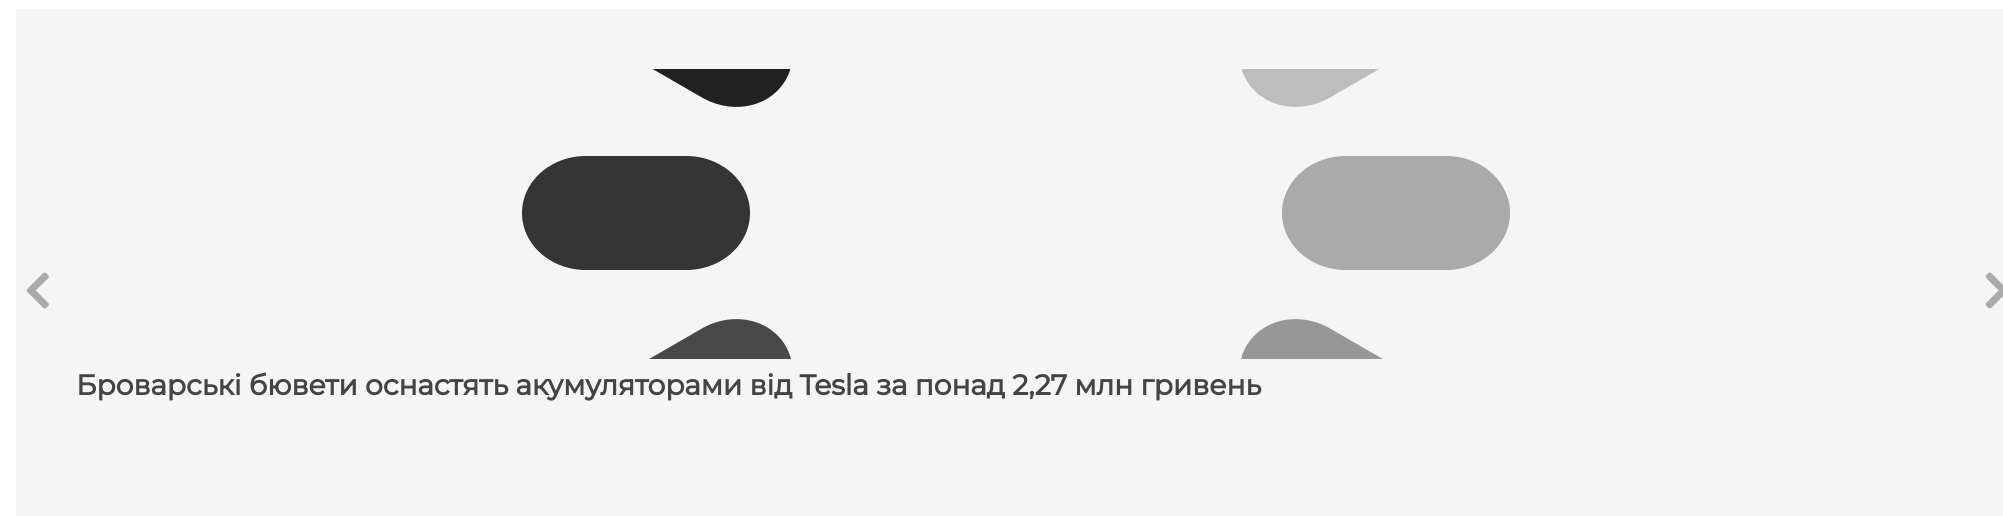 Броварські бювети оснастять акумуляторами від Tesla за понад 2,27 млн гривень